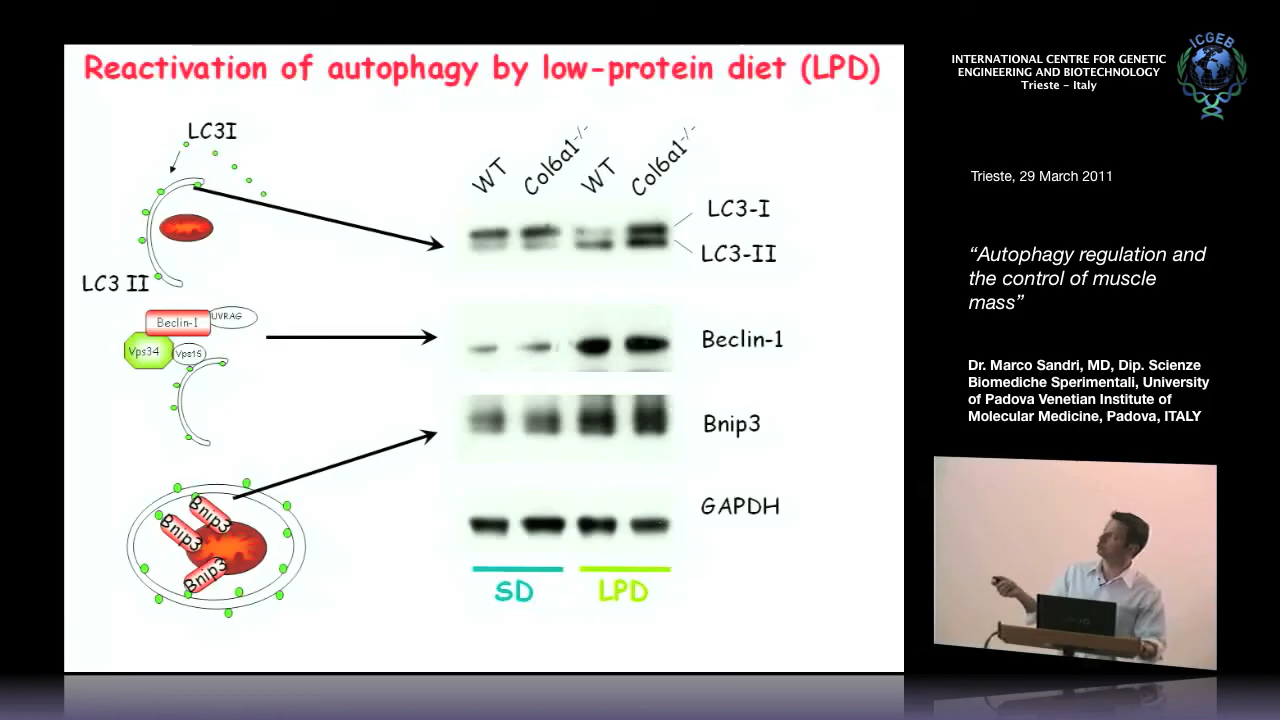 Reactivation of autophagy by low-protein diet (LPD)
LC3I
LC3 II
Beclin-1
UVRAG
Vps34
Vps15
Bnip3
Bnip3
Bnip3
WT
Col6a1-/-
WT
Col6a1-/-
LC3-I
LC3-II
Beclin-1
Bnip3
GAPDH
SD
LPD
INTERNATIONAL CENTRE FOR GENETIC
ENGINEERING AND BIOTECHNOLOGY
Trieste - Italy
ICGEB
Trieste, 29 March 2011
“Autophagy regulation and
the control of muscle
mass”
Dr. Marco Sandri, MD, Dip. Scienze
Biomediche Sperimentali, University
of Padova Venetian Institute of
Molecular Medicine, Padova, ITALY